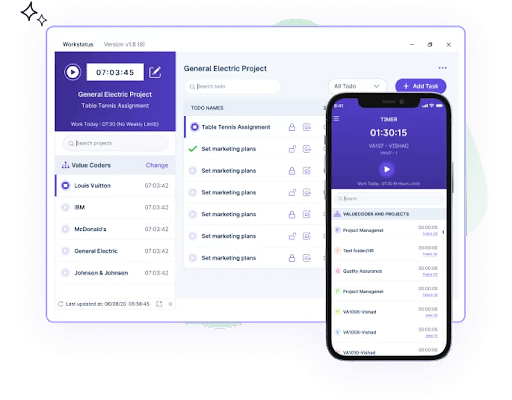 Workstatus Version v1.8 (8)
07:03:45
General Electric Project
Table Tennis Assignment
Work Today : 07:30 (No Weekly Limits)
Search projects
Value Coders Change
Louis Vuitton 07:03:42
IBM 07:03:42
McDonald's 07:03:42
General Electric 07:03:42
Johnson & Johnson 07:03:42
Last updated at: 06/08/20 05:56:45
General Electric Project
Search todo
All Todo
+ Add Task
TODO NAMES
Table Tennis Assignment
Set marketing plans
Set marketing plans
Set marketing plans
Set marketing plans
Set marketing plans
Set marketing plans
9:41
TIMER
01:30:15
VA107 - VISHAD
VA107 - 1
Work Today : 07:30 (8 Hours Limit)
Search
VALUECODER AND PROJECTS
Project Managenet 00:00:00
Test folder/HR 00:00:00
Quality Assurance 00:00:00
Project Managenet 00:00:00
VA1008-Vishad 00:00:00
VA1009-Vishad 00:00:00
VA1010-Vishad 00:00:00